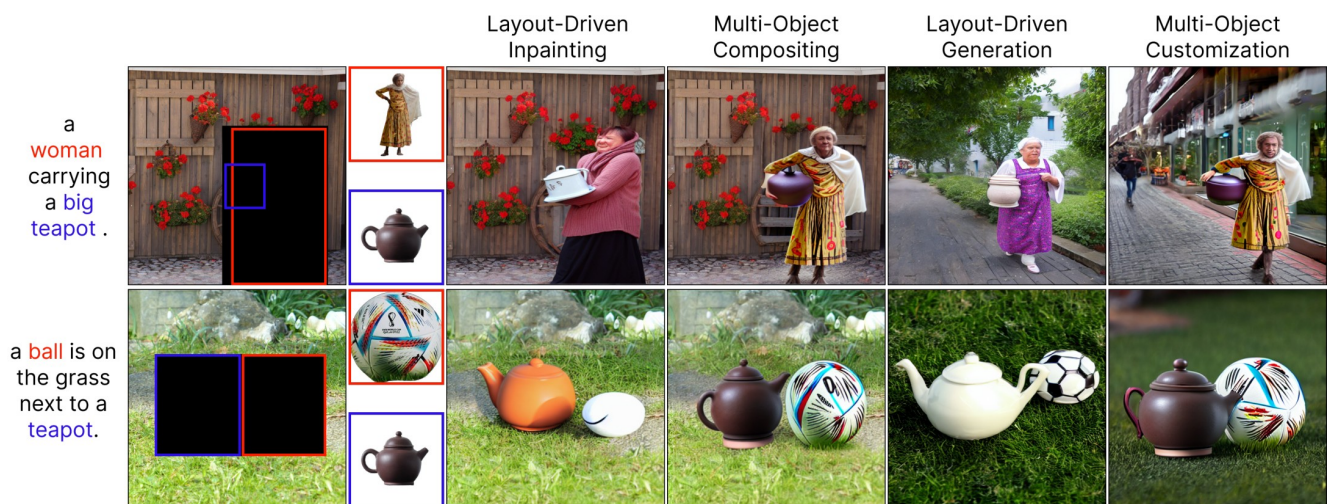 Layout-Driven
Inpainting
Multi-Object
Compositing
Layout-Driven
Generation
Multi-Object
Customization
a
woman
carrying
a big
teapot .
a ball is on
the grass
next to a
teapot.